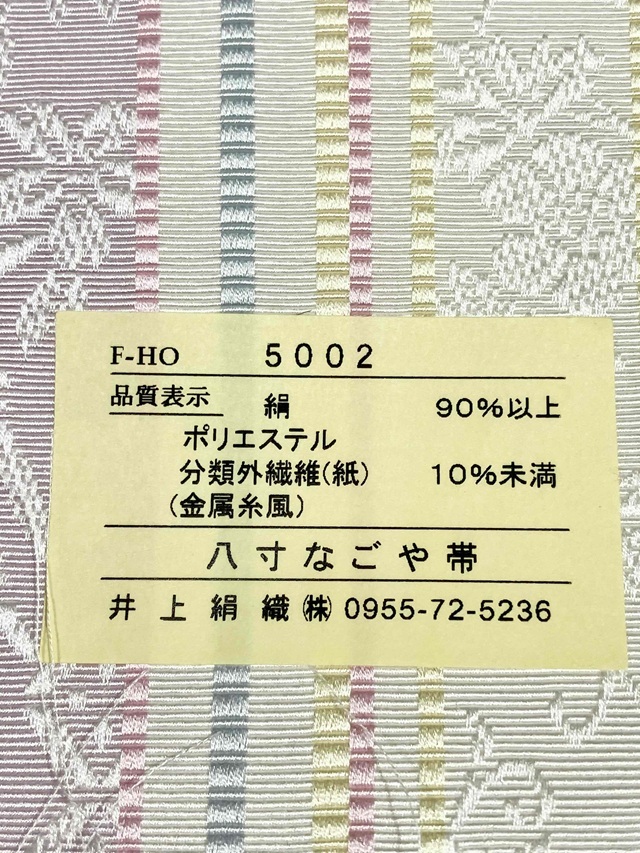 F-HO 5002
品質表示 絹 90%以上
ポリエステル
分類外繊維(紙) 10%未満
(金属糸風)
八寸なごや帯
井上絹織㈱ 0955-72-5236